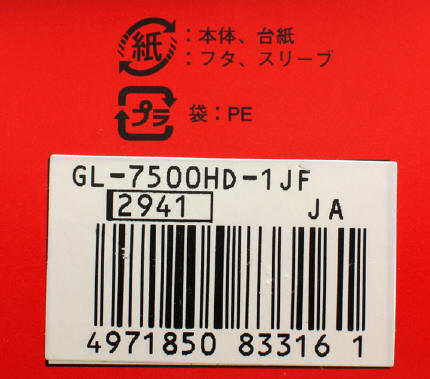 紙：本体、台紙
：フタ、スリーブ
プラ 袋：PE
GL-7500HD-1JF
2941 JA
4971850 83316 1